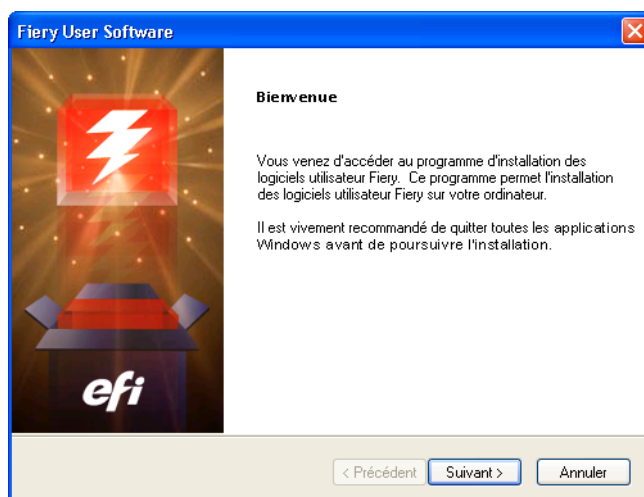 Fiery User Software
Bienvenue
Vous venez d'accéder au programme d'installation des
logiciels utilisateur Fiery. Ce programme permet l'installation
des logiciels utilisateur Fiery sur votre ordinateur.
Il est vivement recommandé de quitter toutes les applications
Windows avant de poursuivre l'installation.
efi
< Précédent Suivant > Annuler